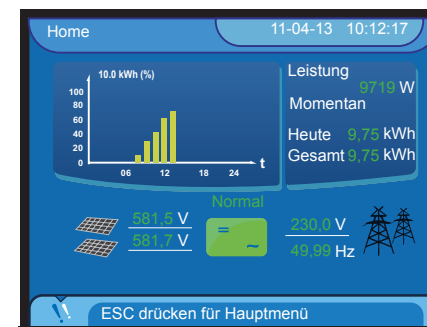 Home
11-04-13 10:12:17
10.0 kWh (%)
100
80
60
40
20
0
06 12 18 24 t
Leistung
9719 W
Momentan
Heute 9,75 kWh
Gesamt 9,75 kWh
Normal
581,5 V
581,7 V
= ~
230,0 V
49,99 Hz
ESC drücken für Hauptmenü